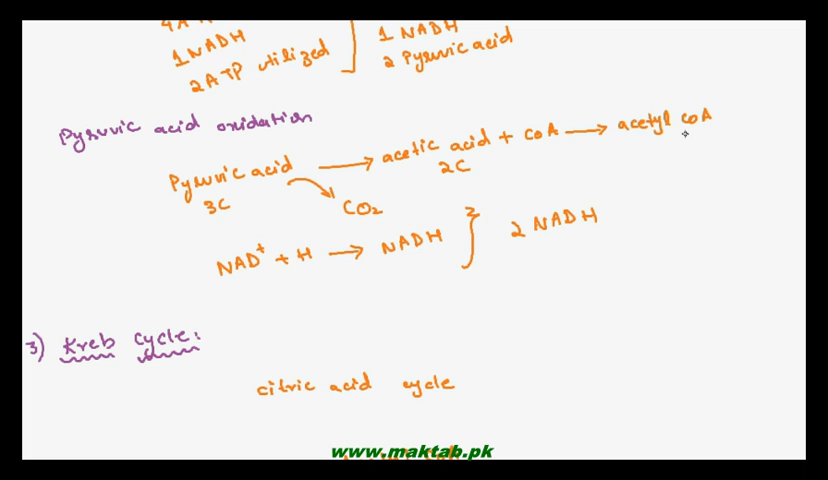 1 NADH
1 NADH
2 ATP utilized
2 Pyruvic acid
Pyruvic acid oxidation
Pyruvic acid → acetic acid + coA → acetyl coA
3C
2C
CO2
NAD+ + H → NADH } 2 NADH
3) Kreb cycle:
citric acid cycle
www.maktab.pk